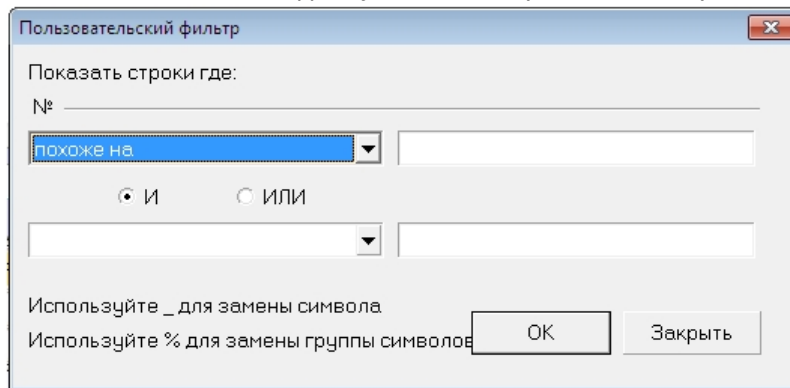 Пользовательский фильтр
Показать строки где:
№
похоже на
И ИЛИ
Используйте _ для замены символа
Используйте % для замены группы символов
ОК Закрыть